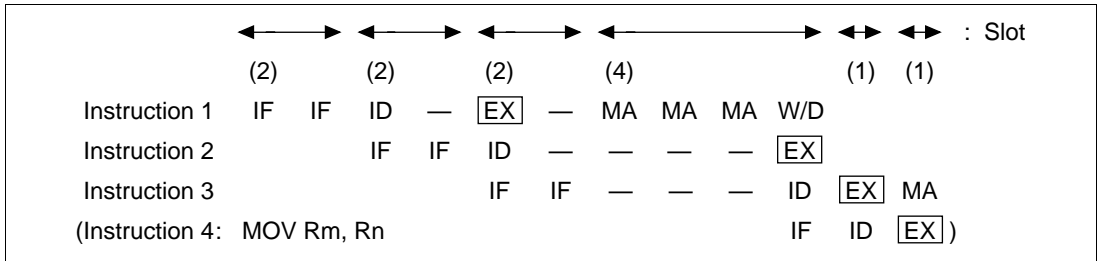 : Slot
(2) (2) (2) (4) (1) (1)
Instruction 1 IF IF ID — EX — MA MA MA W/D
Instruction 2 IF IF ID — — — — EX
Instruction 3 IF IF — — — ID EX MA
(Instruction 4: MOV Rm, Rn IF ID EX )